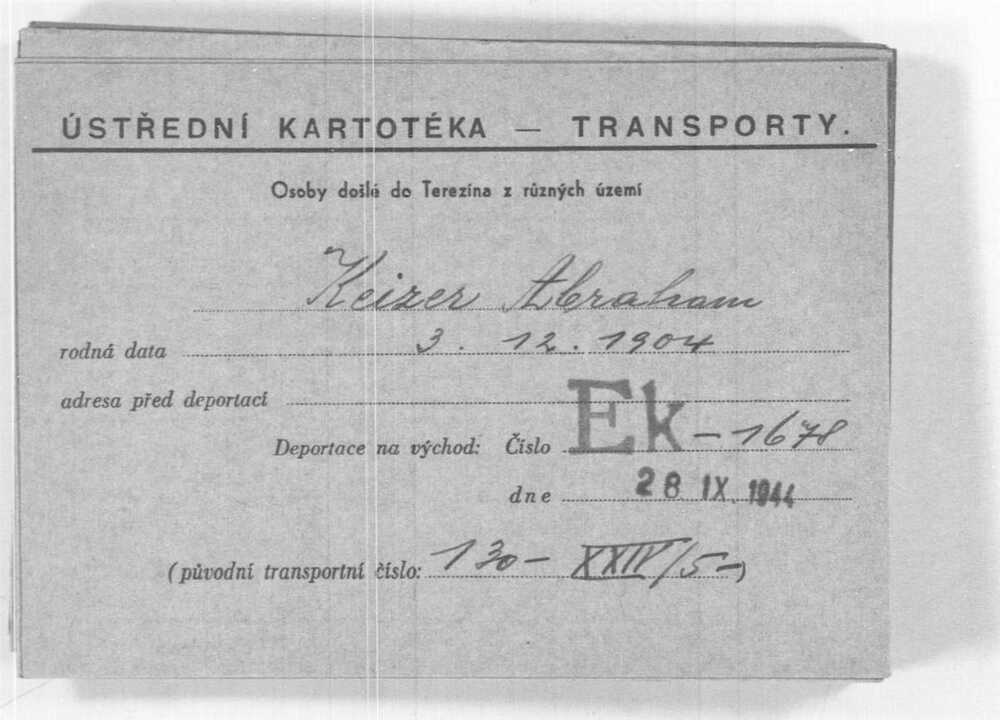 ÚSTŘEDNÍ KARTOTÉKA — TRANSPORTY.
Osoby došlé do Terezína z různých území
Keizer Abraham
rodná data 3. 12. 1904
adresa před deportací
Deportace na východ: Číslo Ek - 1678
dne 28 IX. 1944
(původní transportní číslo: 130 - XXIV/5 -)